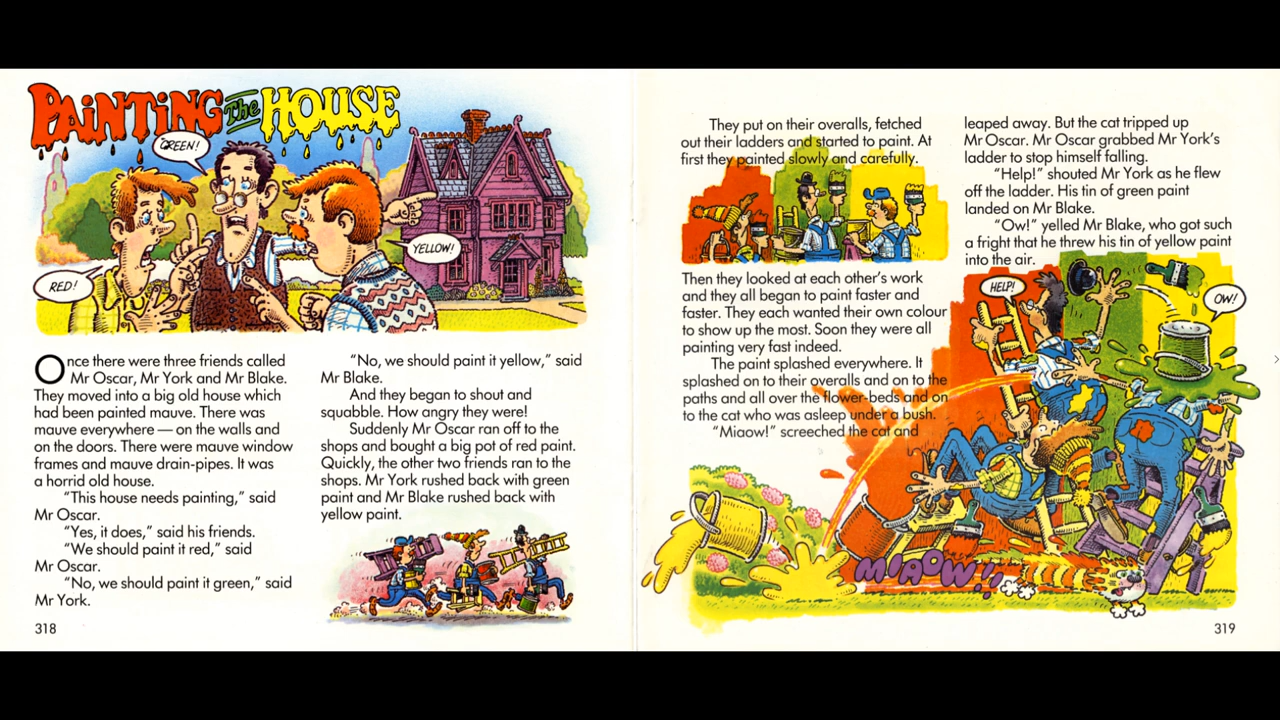 PAINTING The HOUSE
GREEN!
YELLOW!
RED!
Once there were three friends called
Mr Oscar, Mr York and Mr Blake.
They moved into a big old house which
had been painted mauve. There was
mauve everywhere — on the walls and
on the doors. There were mauve window
frames and mauve drain-pipes. It was
a horrid old house.
"This house needs painting," said
Mr Oscar.
"Yes, it does," said his friends.
"We should paint it red," said
Mr Oscar.
"No, we should paint it green," said
Mr York.
318
"No, we should paint it yellow," said
Mr Blake.
And they began to shout and
squabble. How angry they were!
Suddenly Mr Oscar ran off to the
shops and bought a big pot of red paint.
Quickly, the other two friends ran to the
shops. Mr York rushed back with green
paint and Mr Blake rushed back with
yellow paint.
They put on their overalls, fetched
out their ladders and started to paint. At
first they painted slowly and carefully.
Then they looked at each other's work
and they all began to paint faster and
faster. They each wanted their own colour
to show up the most. Soon they were all
painting very fast indeed.
The paint splashed everywhere. It
splashed on to their overalls and on to the
paths and all over the flower-beds and on
to the cat who was asleep under a bush.
"Miaow!" screeched the cat and
leaped away. But the cat tripped up
Mr Oscar. Mr Oscar grabbed Mr York's
ladder to stop himself falling.
"Help!" shouted Mr York as he flew
off the ladder. His tin of green paint
landed on Mr Blake.
"Ow!" yelled Mr Blake, who got such
a fright that he threw his tin of yellow paint
into the air.
HELP!
OW!
MIAOW!!
319